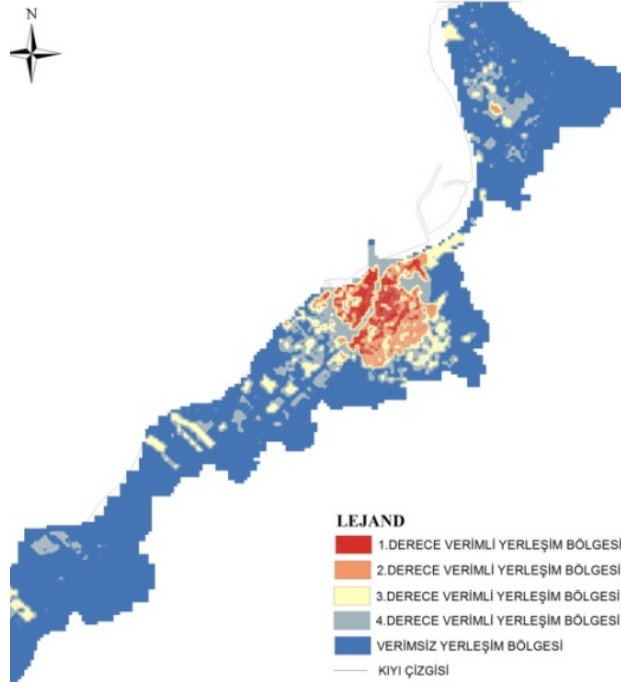 N
LEJAND
1.DERECE VERİMLİ YERLEŞİM BÖLGESİ
2.DERECE VERİMLİ YERLEŞİM BÖLGESİ
3.DERECE VERİMLİ YERLEŞİM BÖLGESİ
4.DERECE VERİMLİ YERLEŞİM BÖLGESİ
VERİMSİZ YERLEŞİM BÖLGESİ
KIYI ÇİZGİSİ